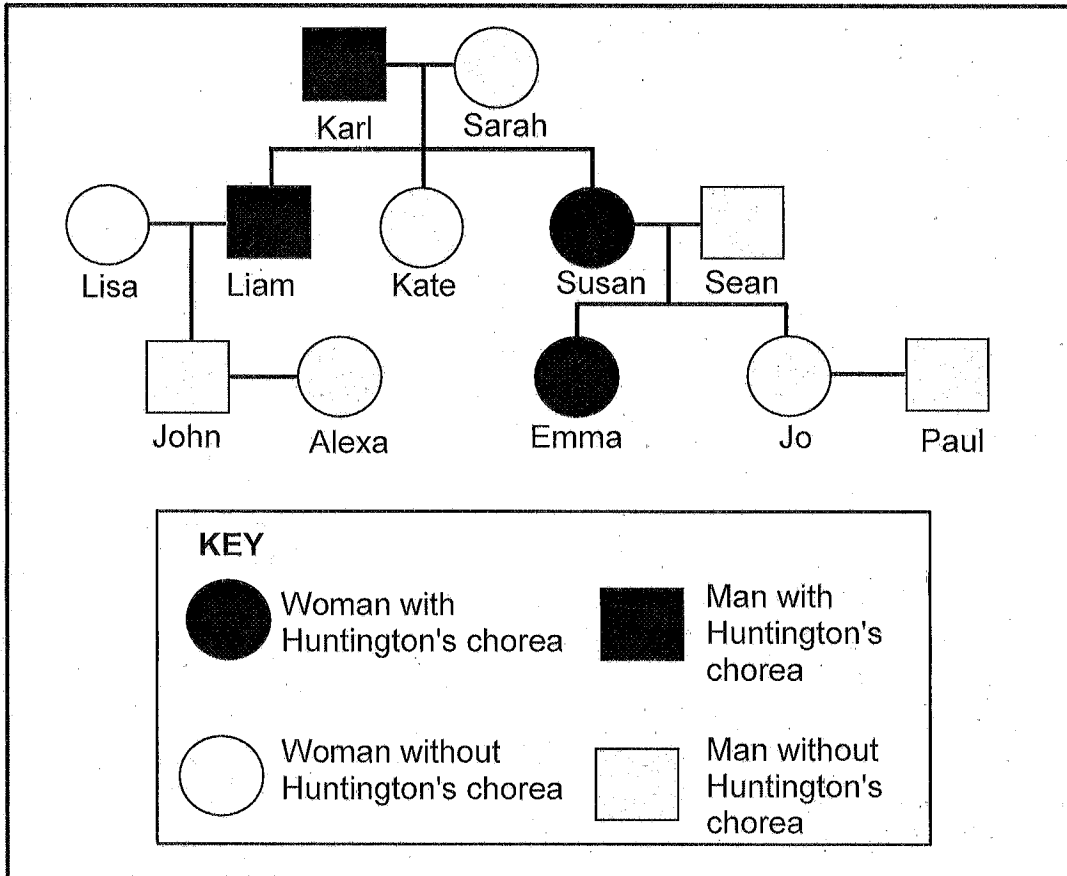 Karl
Sarah
Lisa
Liam
Kate
Susan
Sean
John
Alexa
Emma
Jo
Paul
KEY
Woman with
Huntington's chorea
Man with
Huntington's
chorea
Woman without
Huntington's chorea
Man without
Huntington's
chorea